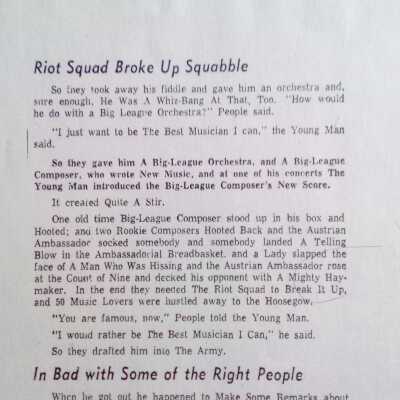 Riot Squad Broke Up Squabble
So they took away his fiddle and gave him an orchestra and,
sure enough, He Was A Whiz-Bang At That, Too. "How would
he do with a Big League Orchestra?" People said.
"I just want to be The Best Musician I can," the Young Man
said.
So they gave him A Big-League Orchestra, and A Big-League
Composer, who wrote New Music, and at one of his concerts The
Young Man introduced the Big-League Composer's New Score.
It created Quite A Stir.
One old time Big-League Composer stood up in his box and
Hooted; and two Rookie Composers Hooted Back and the Austrian
Ambassador socked somebody and somebody landed A Telling
Blow in the Ambassadorial Breadbasket. and a Lady slapped the
face of A Man Who Was Hissing and the Austrian Ambassador rose
at the Count of Nine and decked his opponent with A Mighty Hay-
maker. In the end they needed The Riot Squad to Break It Up,
and 50 Music Lovers were hustled away to the Hoosegow.
"You are famous, now," People told the Young Man.
"I would rather be The Best Musician I Can," he said.
So they drafted him into The Army.
In Bad with Some of the Right People
When he got out he happened to Make Some Remarks about